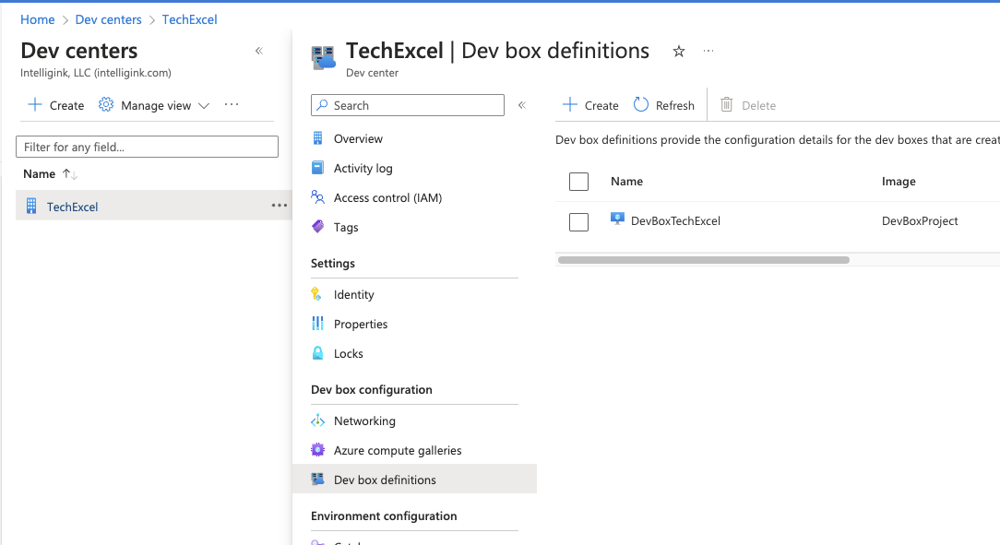 Home > Dev centers > TechExcel
Dev centers
Intelligink, LLC (intelligink.com)
Create Manage view
Filter for any field...
Name
TechExcel
TechExcel | Dev box definitions
Dev center
Search
Overview
Activity log
Access control (IAM)
Tags
Settings
Identity
Properties
Locks
Dev box configuration
Networking
Azure compute galleries
Dev box definitions
Environment configuration
Create Refresh Delete
Dev box definitions provide the configuration details for the dev boxes that are
Name Image
DevBoxTechExcel DevBoxProject